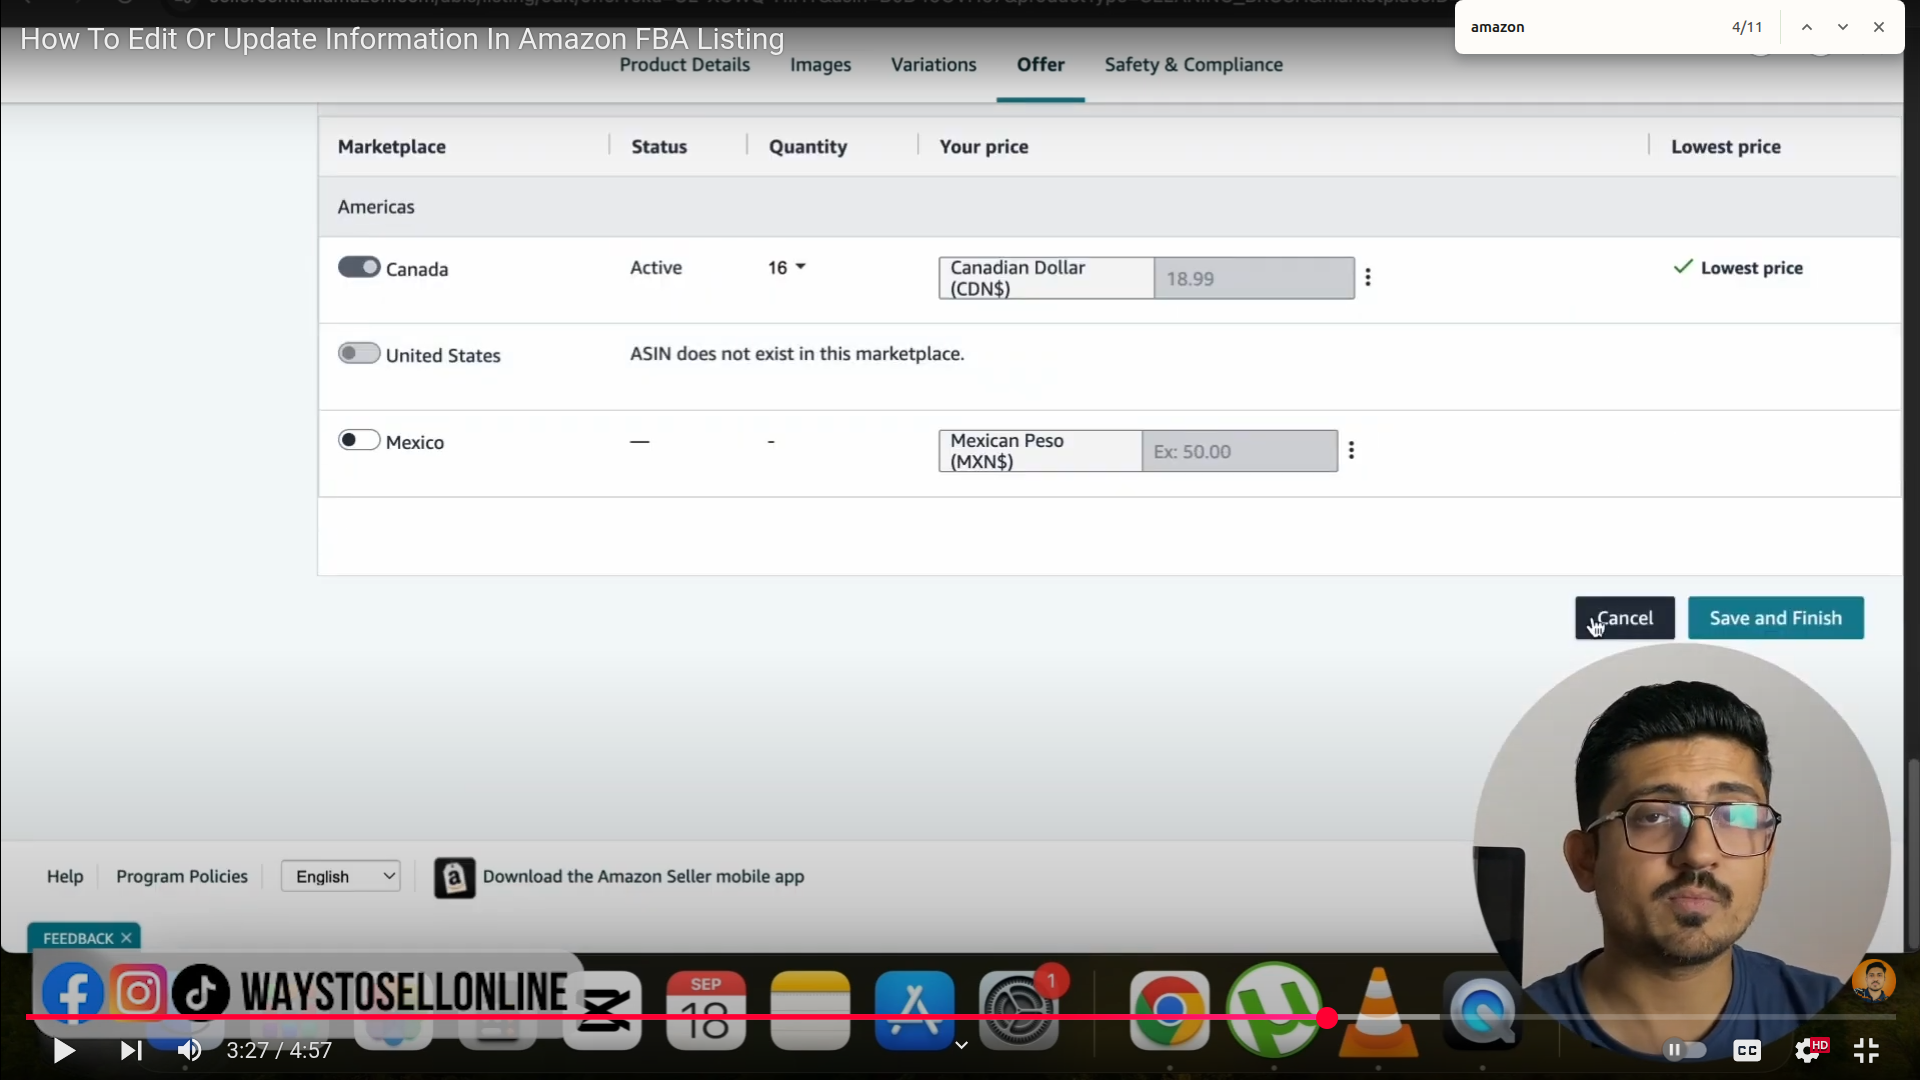 amazon 4/11
How To Edit Or Update Information In Amazon FBA Listing
Product Details Images Variations Offer Safety & Compliance
Marketplace Status Quantity Your price Lowest price
Americas
Canada Active 16 Canadian Dollar (CDN$) 18.99 Lowest price
United States ASIN does not exist in this marketplace.
Mexico — - Mexican Peso (MXN$) Ex: 50.00
Cancel Save and Finish
Help Program Policies English Download the Amazon Seller mobile app
FEEDBACK
WAYSTOSELLONLINE
SEP
18
1
3:27 / 4:57
CC
HD